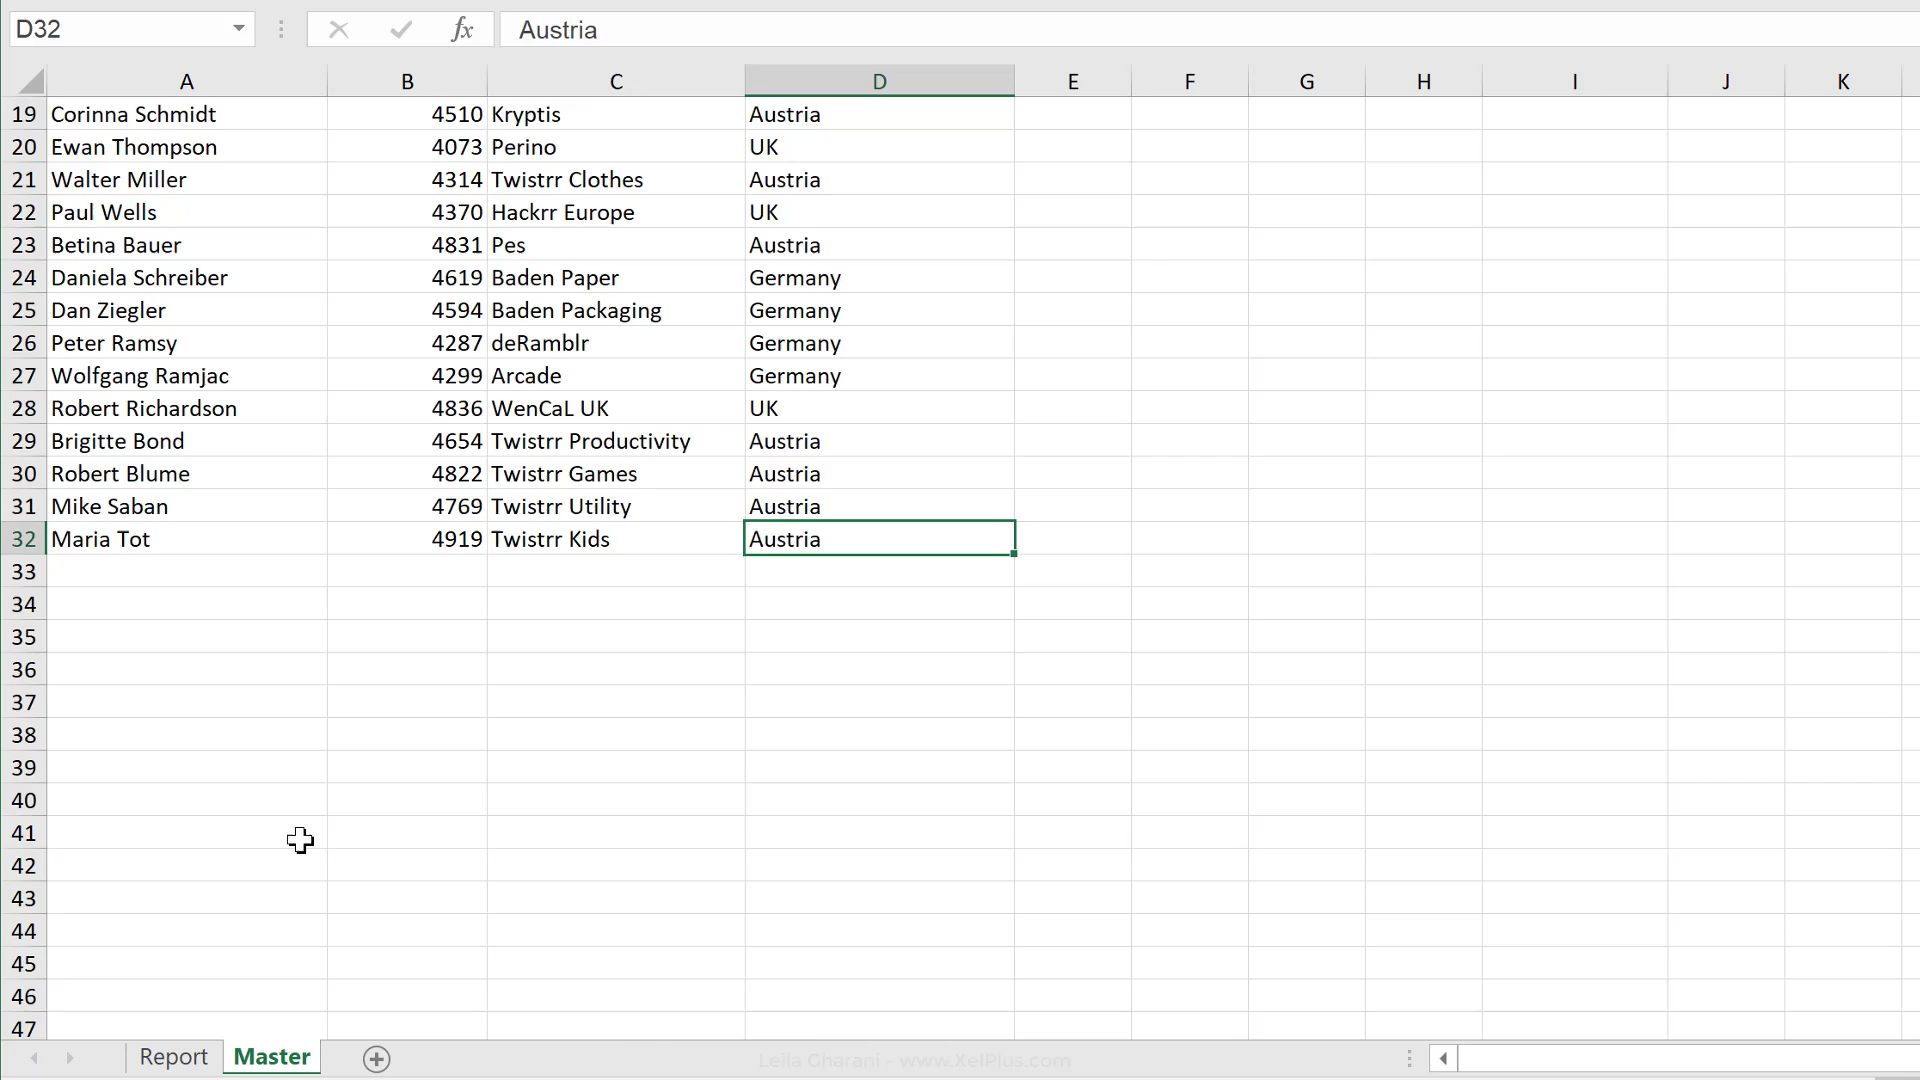 D32 fx Austria
A B C D E F G H I J K
19 Corinna Schmidt 4510 Kryptis Austria
20 Ewan Thompson 4073 Perino UK
21 Walter Miller 4314 Twistrr Clothes Austria
22 Paul Wells 4370 Hackrr Europe UK
23 Betina Bauer 4831 Pes Austria
24 Daniela Schreiber 4619 Baden Paper Germany
25 Dan Ziegler 4594 Baden Packaging Germany
26 Peter Ramsy 4287 deRamblr Germany
27 Wolfgang Ramjac 4299 Arcade Germany
28 Robert Richardson 4836 WenCaL UK UK
29 Brigitte Bond 4654 Twistrr Productivity Austria
30 Robert Blume 4822 Twistrr Games Austria
31 Mike Saban 4769 Twistrr Utility Austria
32 Maria Tot 4919 Twistrr Kids Austria
33
34
35
36
37
38
39
40
41
42
43
44
45
46
47
Report Master Leila Gharani - www.XelPlus.com